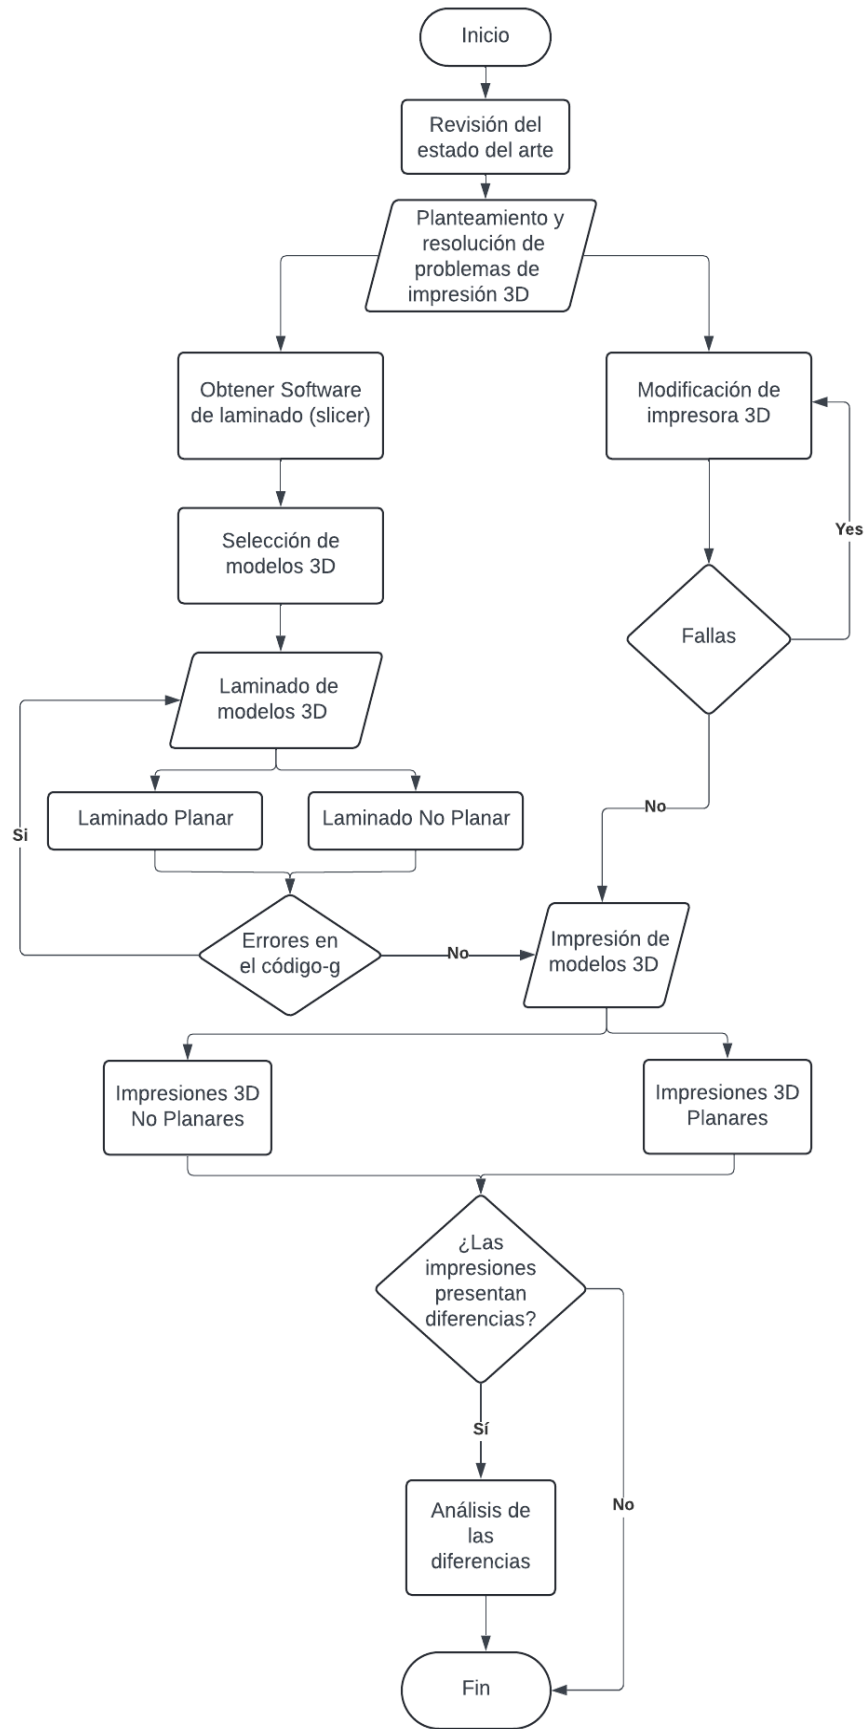 Inicio
Revisión del
estado del arte
Planteamiento y
resolución de
problemas de
impresión 3D
Obtener Software
de laminado (slicer)
Modificación de
impresora 3D
Yes
Selección de
modelos 3D
Fallas
Laminado de
modelos 3D
No
Si
Laminado Planar
Laminado No Planar
Errores en
el código-g
No
Impresión de
modelos 3D
Impresiones 3D
No Planares
Impresiones 3D
Planares
¿Las
impresiones
presentan
diferencias?
Sí
No
Análisis de
las
diferencias
Fin